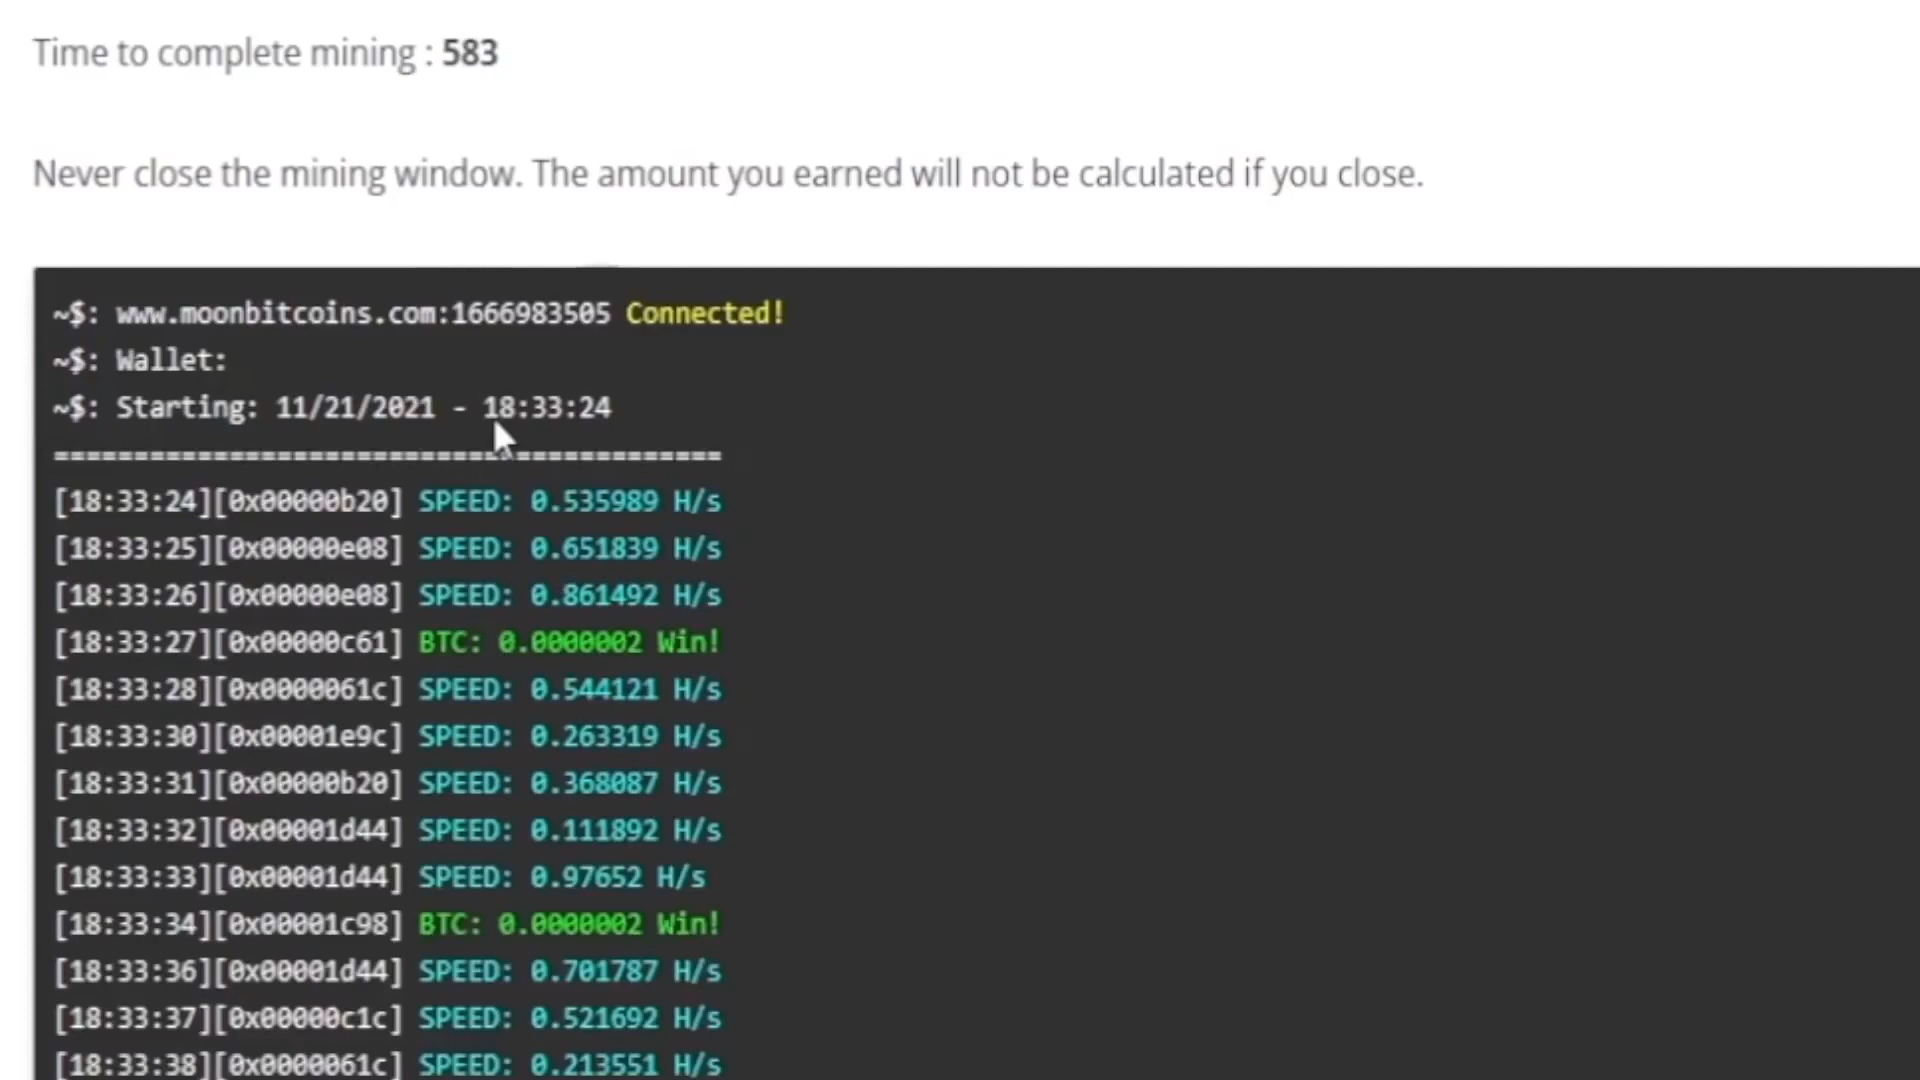 Time to complete mining : 583
Never close the mining window. The amount you earned will not be calculated if you close.
~$: www.moonbitcoins.com:1666983505 Connected!
~$: Wallet:
~$: Starting: 11/21/2021 - 18:33:24
==========================================
[18:33:24][0x00000b20] SPEED: 0.535989 H/s
[18:33:25][0x00000e08] SPEED: 0.651839 H/s
[18:33:26][0x00000e08] SPEED: 0.861492 H/s
[18:33:27][0x00000c61] BTC: 0.0000002 Win!
[18:33:28][0x0000061c] SPEED: 0.544121 H/s
[18:33:30][0x00001e9c] SPEED: 0.263319 H/s
[18:33:31][0x00000b20] SPEED: 0.368087 H/s
[18:33:32][0x00001d44] SPEED: 0.111892 H/s
[18:33:33][0x00001d44] SPEED: 0.97652 H/s
[18:33:34][0x00001c98] BTC: 0.0000002 Win!
[18:33:36][0x00001d44] SPEED: 0.701787 H/s
[18:33:37][0x00000c1c] SPEED: 0.521692 H/s
[18:33:38][0x0000061c] SPEED: 0.213551 H/s